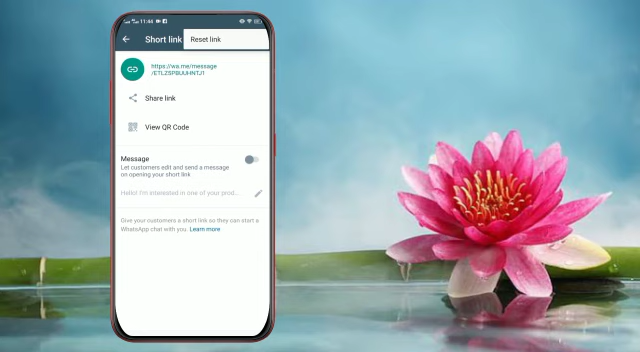 11:44
Short link
Reset link
https://wa.me/message
/ETLZ5PBUUHNTJ1
Share link
View QR Code
Message
Let customers edit and send a message
on opening your short link
Hello! I'm interested in one of your prod...
Give your customers a short link so they can start a
WhatsApp chat with you. Learn more